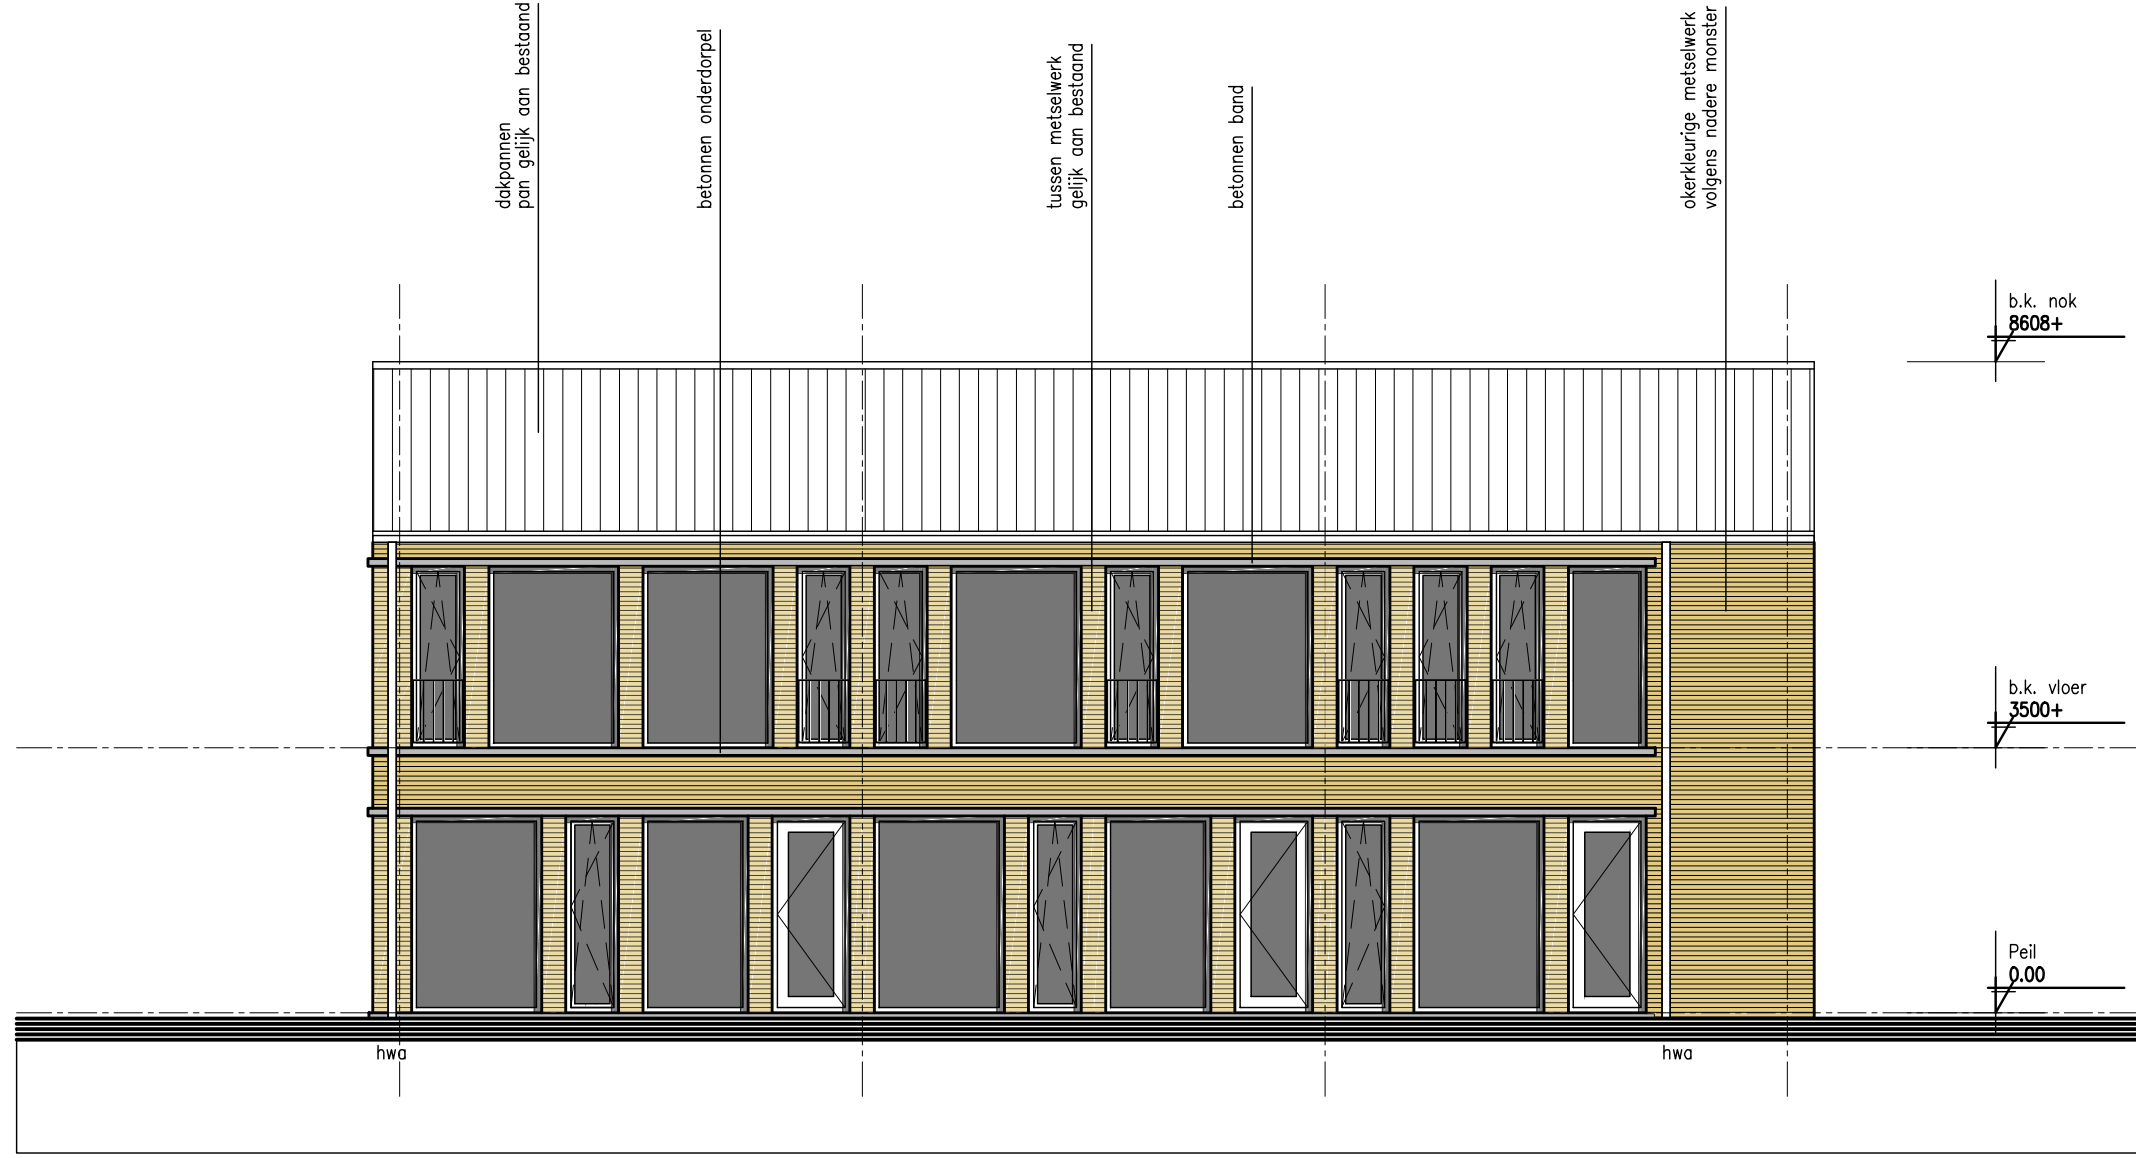 dakpannen
pan gelijk aan bestaand
betonnen onderdorpel
tussen metselwerk
gelijk aan bestaand
betonnen band
okerkleurige metselwerk
volgens nadere monster
b.k. nok
8608+
b.k. vloer
3500+
Peil
0.00
hwa
hwa